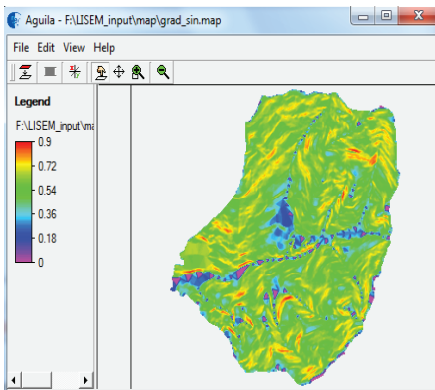 Aguila - F:\LISEM_input\map\grad_sin.map
File Edit View Help
Legend
F:\LISEM_input\ma
0.9
0.72
0.54
0.36
0.18
0